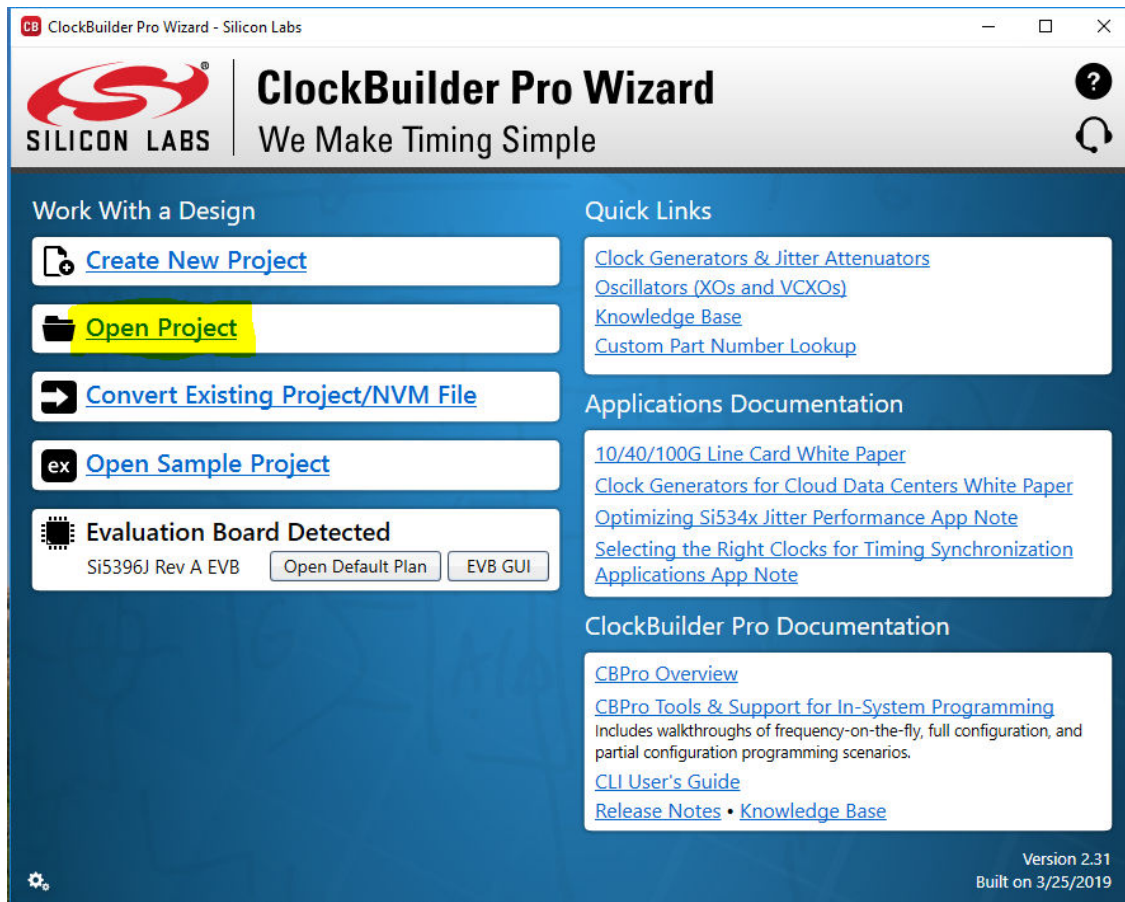 CB ClockBuilder Pro Wizard - Silicon Labs
SILICON LABS
®
ClockBuilder Pro Wizard
We Make Timing Simple
?
Work With a Design
Create New Project
Open Project
Convert Existing Project/NVM File
ex Open Sample Project
Evaluation Board Detected
Si5396J Rev A EVB Open Default Plan EVB GUI
Quick Links
Clock Generators & Jitter Attenuators
Oscillators (XOs and VCXOs)
Knowledge Base
Custom Part Number Lookup
Applications Documentation
10/40/100G Line Card White Paper
Clock Generators for Cloud Data Centers White Paper
Optimizing Si534x Jitter Performance App Note
Selecting the Right Clocks for Timing Synchronization
Applications App Note
ClockBuilder Pro Documentation
CBPro Overview
CBPro Tools & Support for In-System Programming
Includes walkthroughs of frequency-on-the-fly, full configuration, and
partial configuration programming scenarios.
CLI User's Guide
Release Notes • Knowledge Base
Version 2.31
Built on 3/25/2019